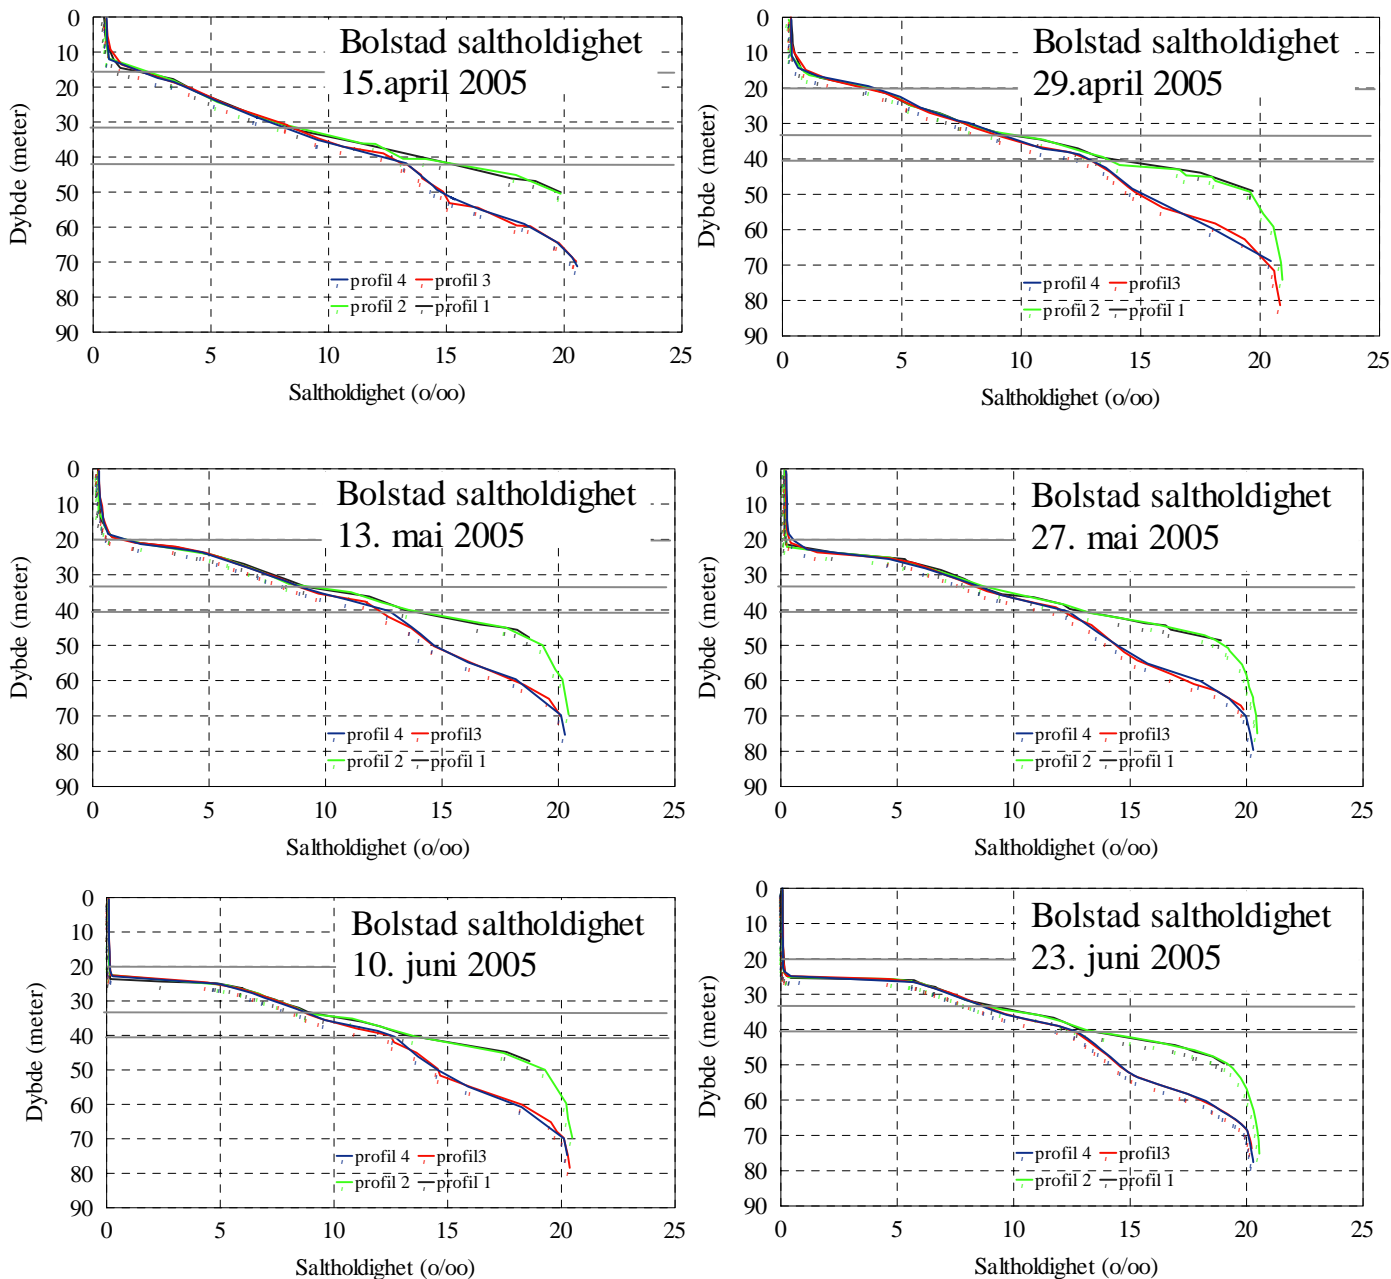 Bolstad saltholdighet
15.april 2005
0
10
20
30
40
50
60
70
80
90
Dybde (meter)
profil 4 profil 3
profil 2 profil 1
0 5 10 15 20 25
Saltholdighet (o/oo)
Bolstad saltholdighet
29.april 2005
0
10
20
30
40
50
60
70
80
90
Dybde (meter)
profil 4 profil3
profil 2 profil 1
0 5 10 15 20 25
Saltholdighet (o/oo)
Bolstad saltholdighet
13. mai 2005
0
10
20
30
40
50
60
70
80
90
Dybde (meter)
profil 4 profil3
profil 2 profil 1
0 5 10 15 20 25
Saltholdighet (o/oo)
Bolstad saltholdighet
27. mai 2005
0
10
20
30
40
50
60
70
80
90
Dybde (meter)
profil 4 profil3
profil 2 profil 1
0 5 10 15 20 25
Saltholdighet (o/oo)
Bolstad saltholdighet
10. juni 2005
0
10
20
30
40
50
60
70
80
90
Dybde (meter)
profil 4 profil3
profil 2 profil 1
0 5 10 15 20 25
Saltholdighet (o/oo)
Bolstad saltholdighet
23. juni 2005
0
10
20
30
40
50
60
70
80
90
Dybde (meter)
profil 4 profil3
profil 2 profil 1
0 5 10 15 20 25
Saltholdighet (o/oo)